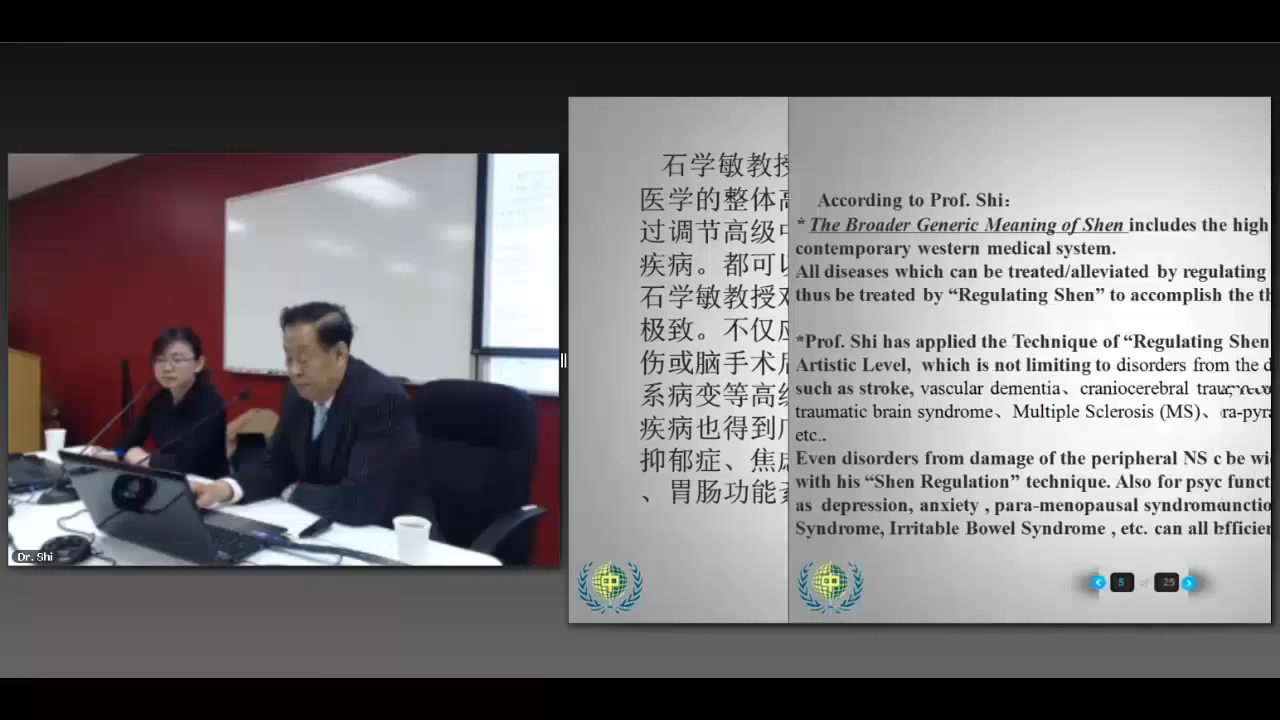 Dr. Shi
石学敏教
医学的整体
过调节高级
疾病。都可
石学敏教授
极致。不仅
伤或脑手术
系病变等高
疾病也得到
抑郁症、焦
、胃肠功能
According to Prof. Shi:
* The Broader Generic Meaning of Shen includes the high
contemporary western medical system.
All diseases which can be treated/alleviated by regulating
thus be treated by “Regulating Shen” to accomplish the
*Prof. Shi has applied the Technique of “Regulating Shen
Artistic Level, which is not limiting to disorders from the
such as stroke, vascular dementia、craniocerebral
traumatic brain syndrome、Multiple Sclerosis (MS)、
etc..
Even disorders from damage of the peripheral NS c be
with his “Shen Regulation” technique. Also for psyc
as depression, anxiety , para-menopausal
Syndrome, Irritable Bowel Syndrome , etc. can all
中
中
5 of 25